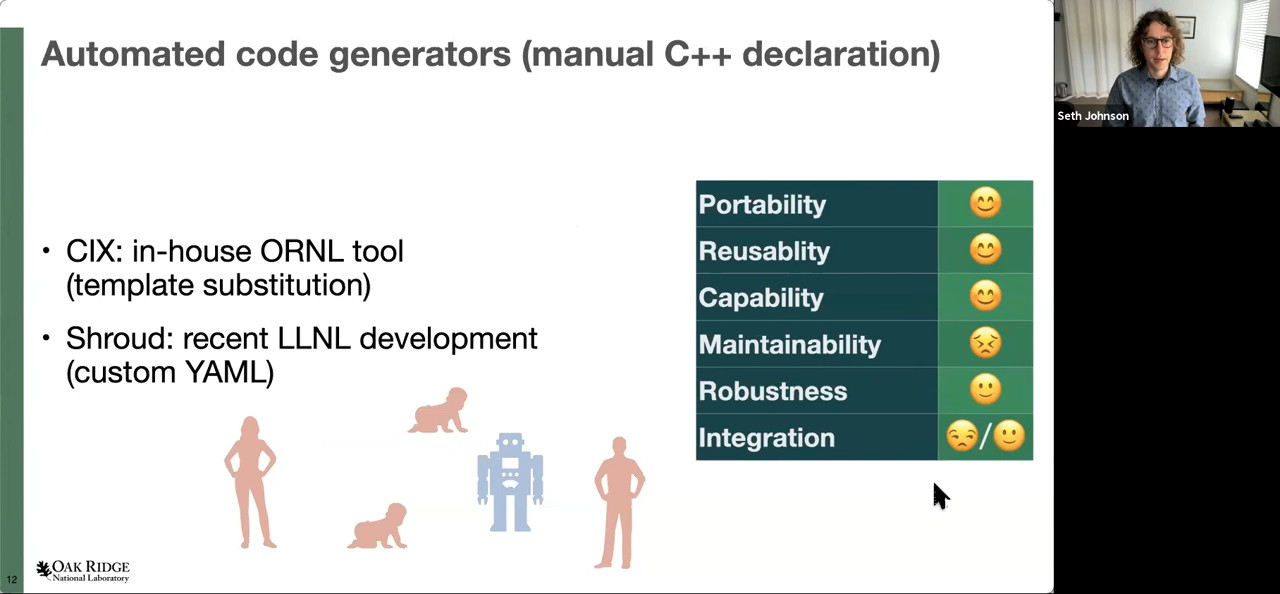 Automated code generators (manual C++ declaration)
• CIX: in-house ORNL tool
(template substitution)
• Shroud: recent LLNL development
(custom YAML)
Portability 😊
Reusablity 😊
Capability 😊
Maintainability 😣
Robustness 🙂
Integration 😒/🙂
12
OAK RIDGE
National Laboratory
Seth Johnson